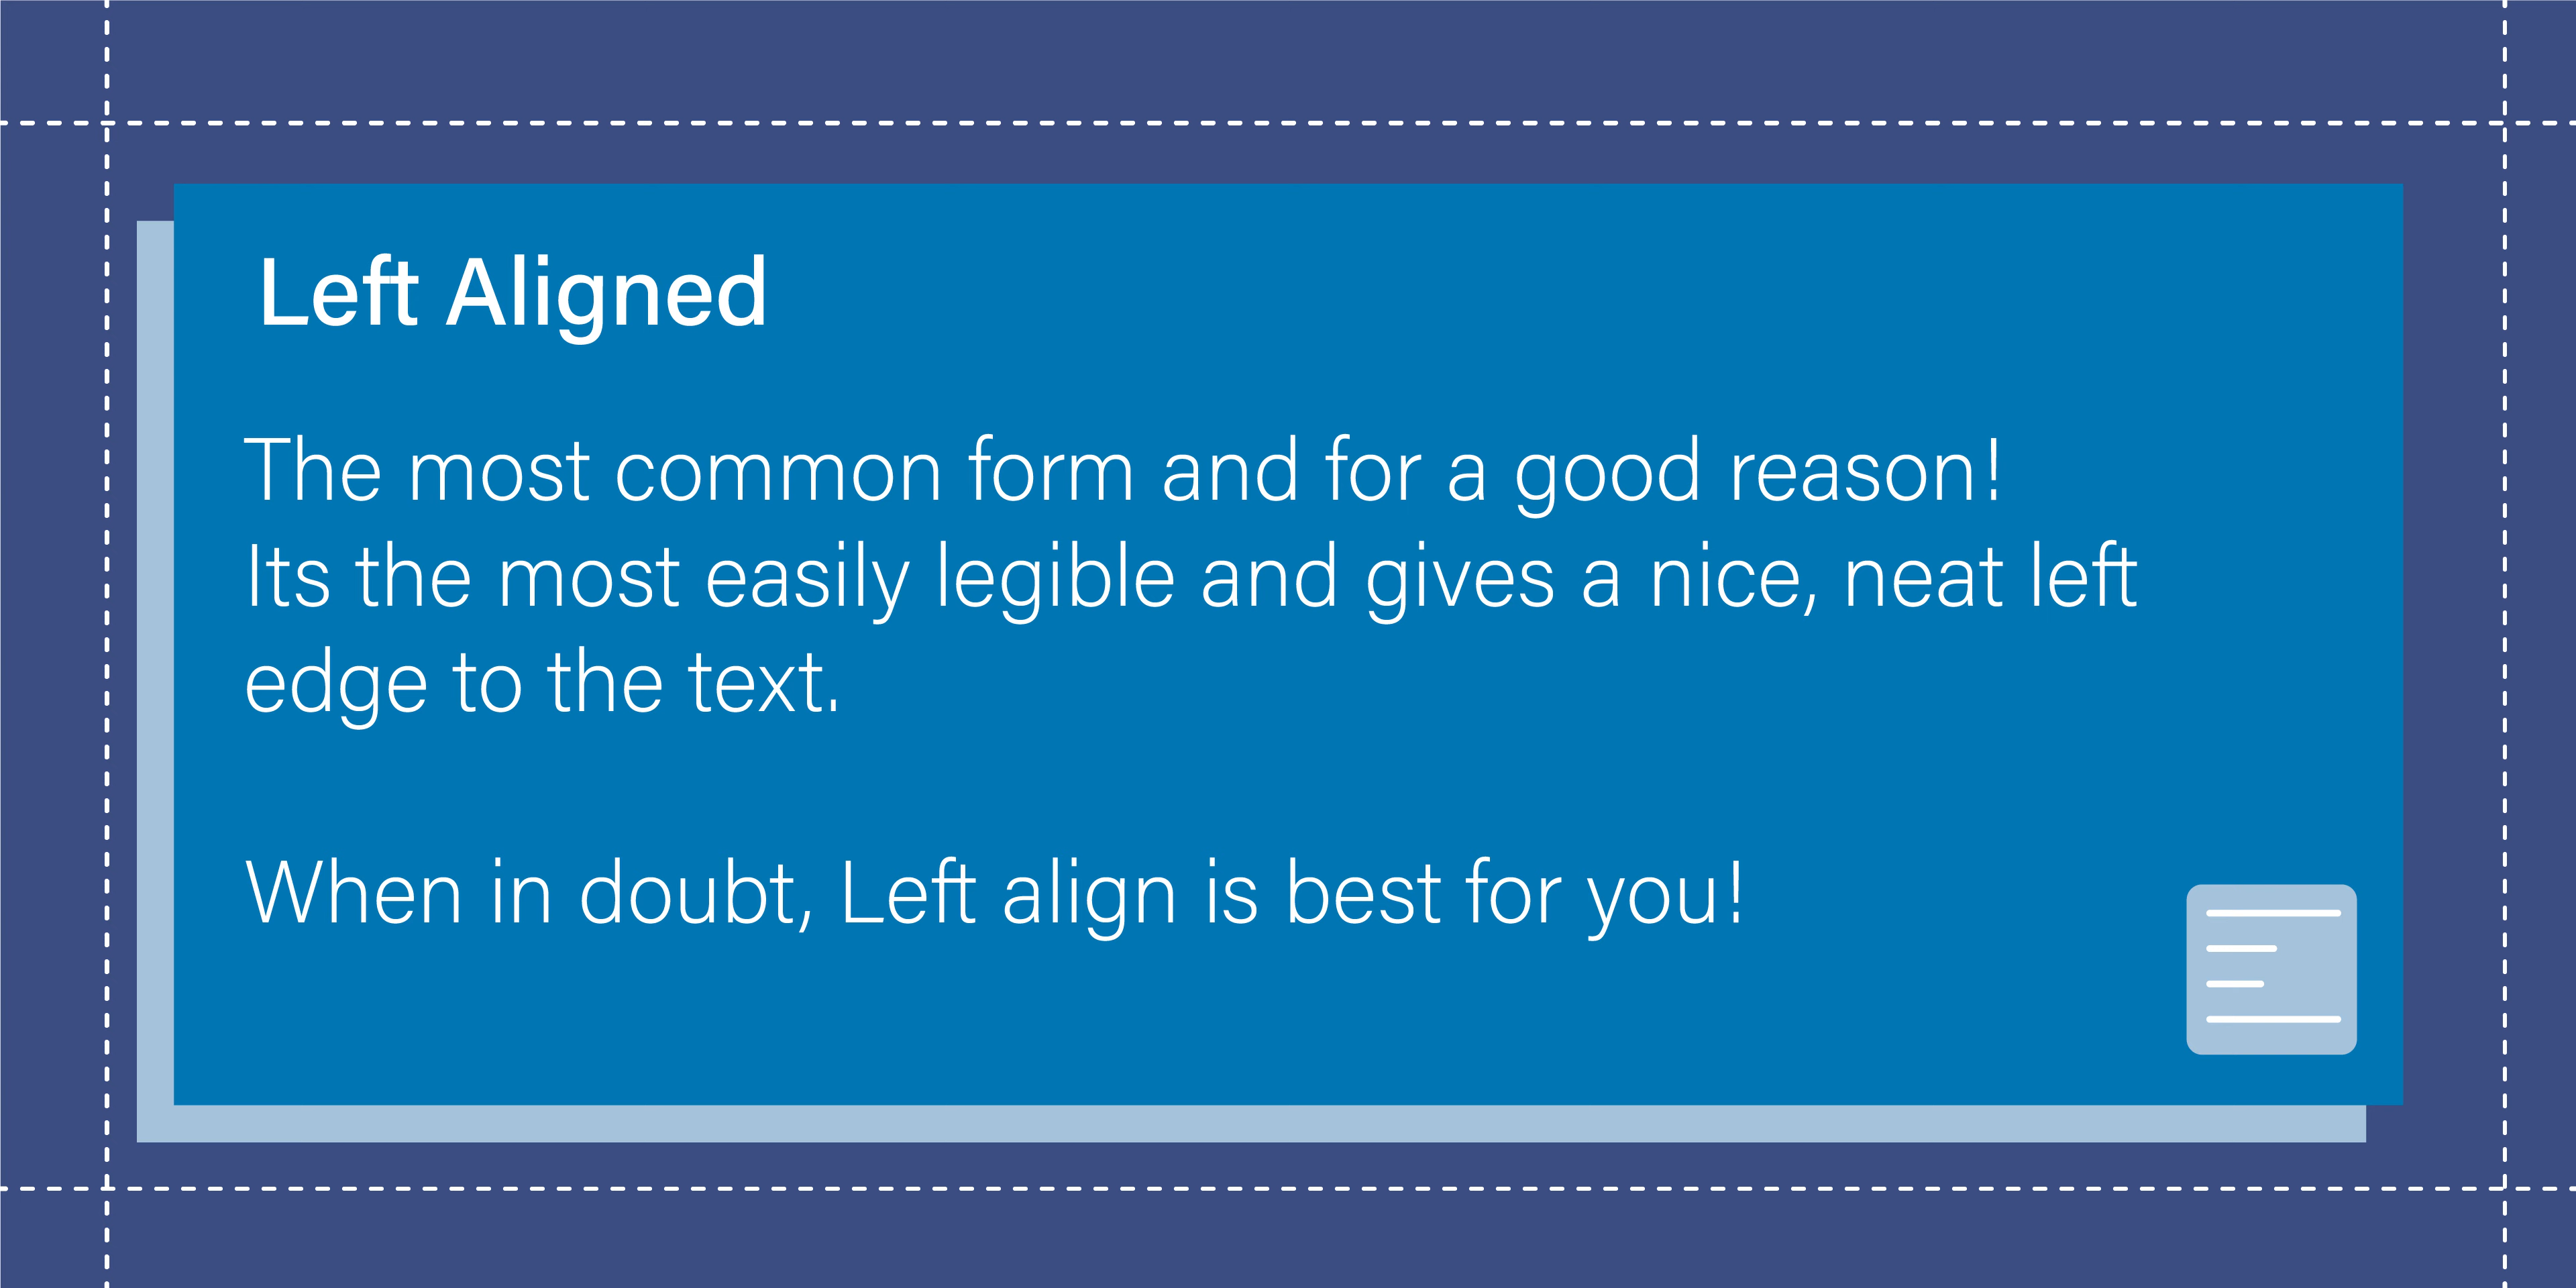 Left Aligned
The most common form and for a good reason!
Its the most easily legible and gives a nice, neat left
edge to the text.
When in doubt, Left align is best for you!